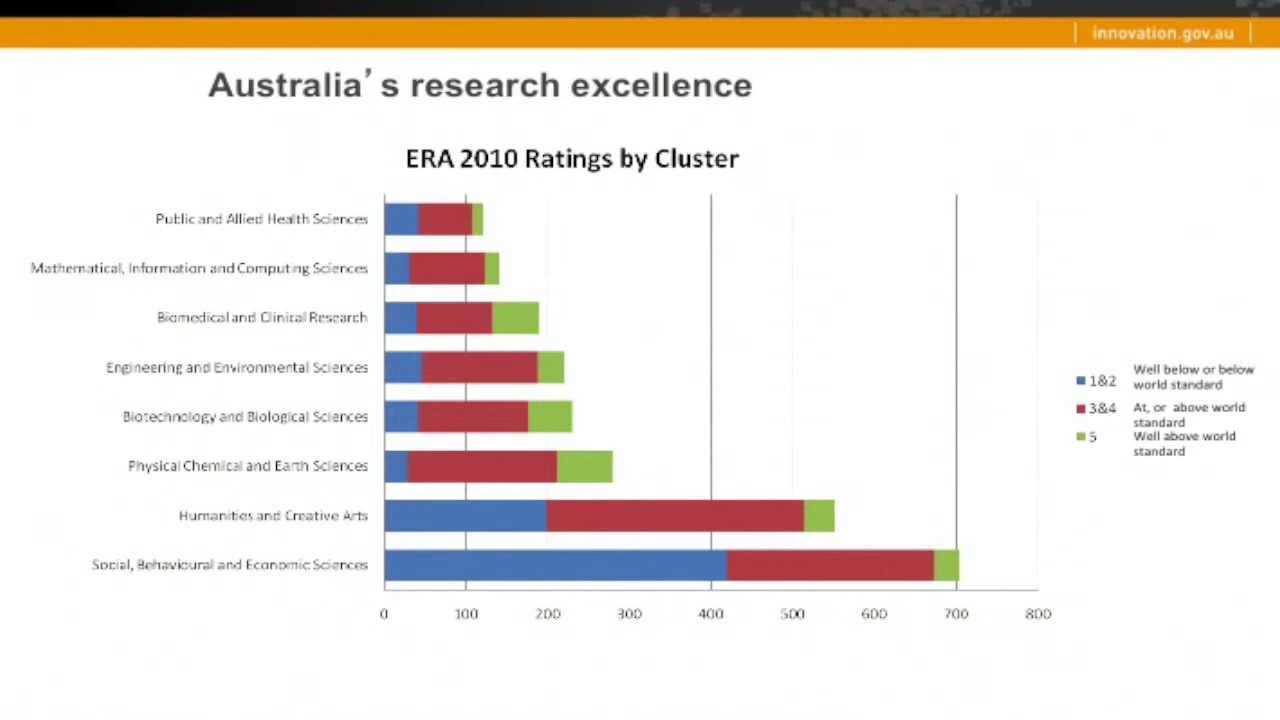 innovation.gov.au
Australia’s research excellence
ERA 2010 Ratings by Cluster
Public and Allied Health Sciences
Mathematical, Information and Computing Sciences
Biomedical and Clinical Research
Engineering and Environmental Sciences
Biotechnology and Biological Sciences
Physical Chemical and Earth Sciences
Humanities and Creative Arts
Social, Behavioural and Economic Sciences
0 100 200 300 400 500 600 700 800
1&2 Well below or below
world standard
3&4 At, or above world
standard
5 Well above world
standard